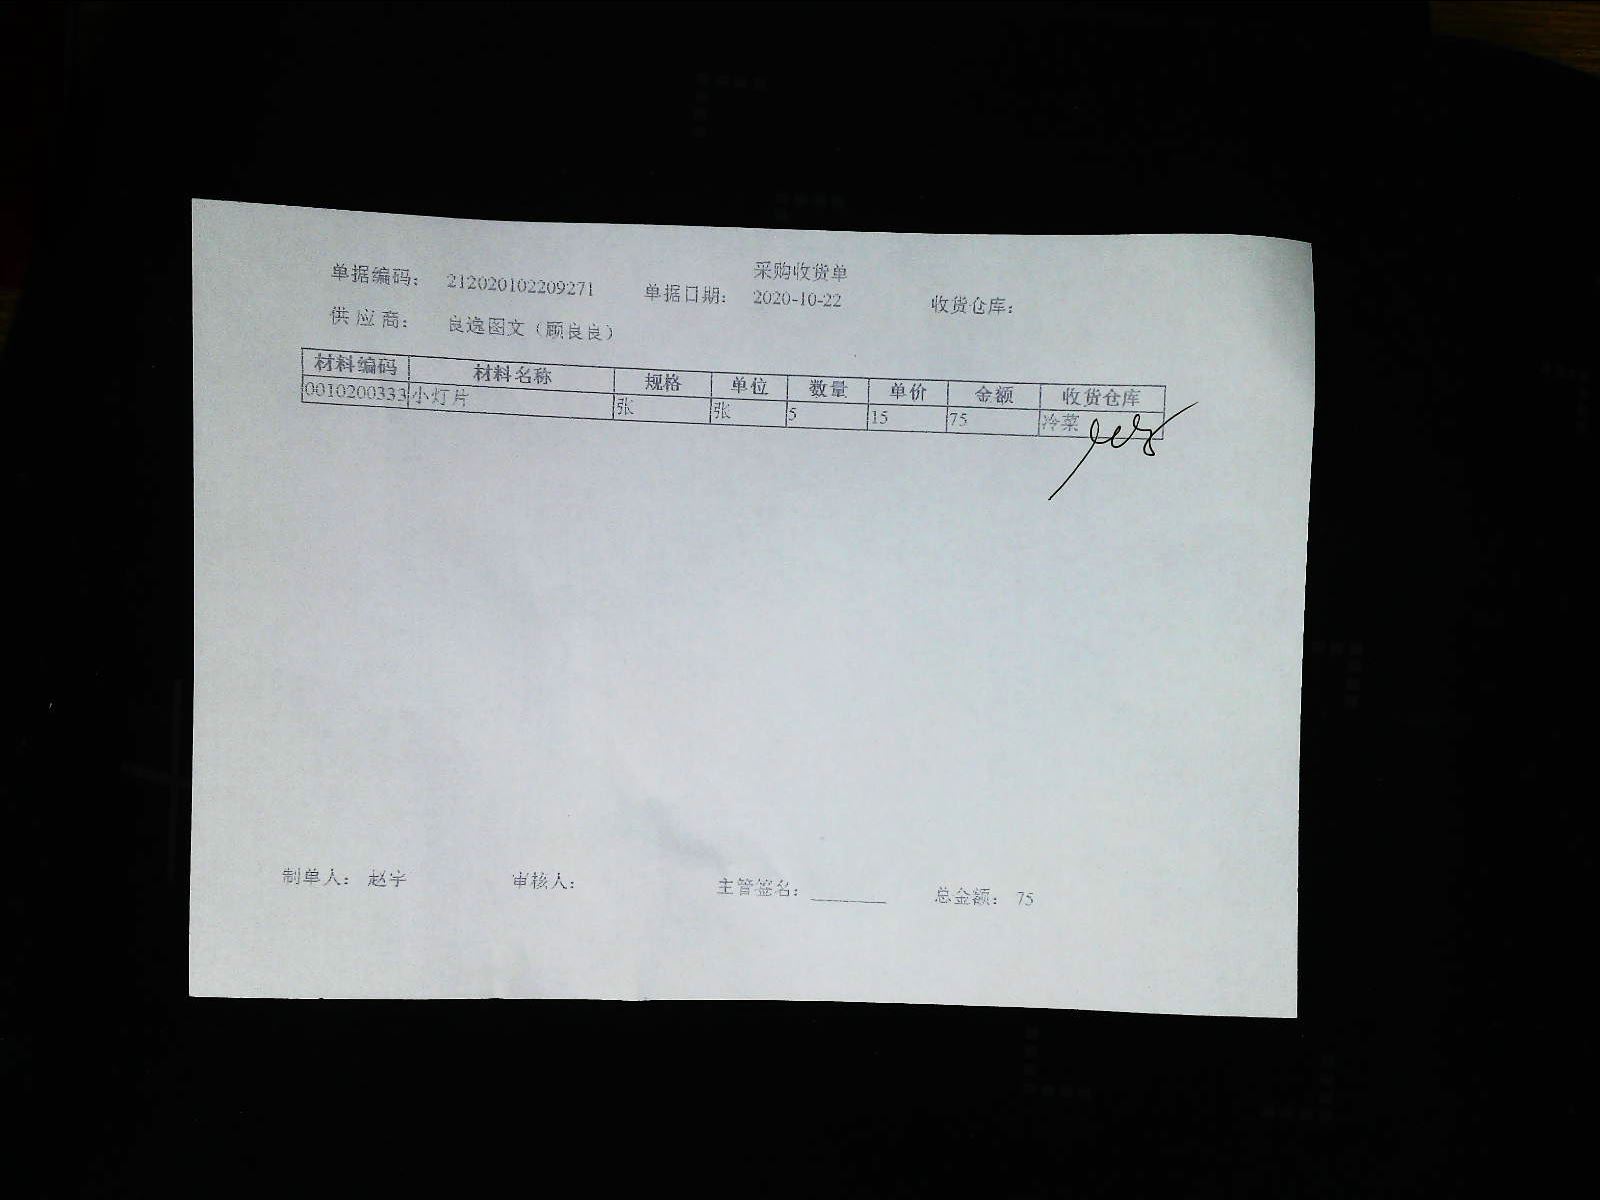 采购收货单
单据编码： 212020102209271 单据日期： 2020-10-22 收货仓库：
供应商： 良逸图文（顾良良）
材料编码 材料名称 规格 单位 数量 单价 金额 收货仓库
0010200333 小灯片 张 张 5 15 75 冷菜
制单人： 赵宇 审核人： 主管签名： 总金额： 75